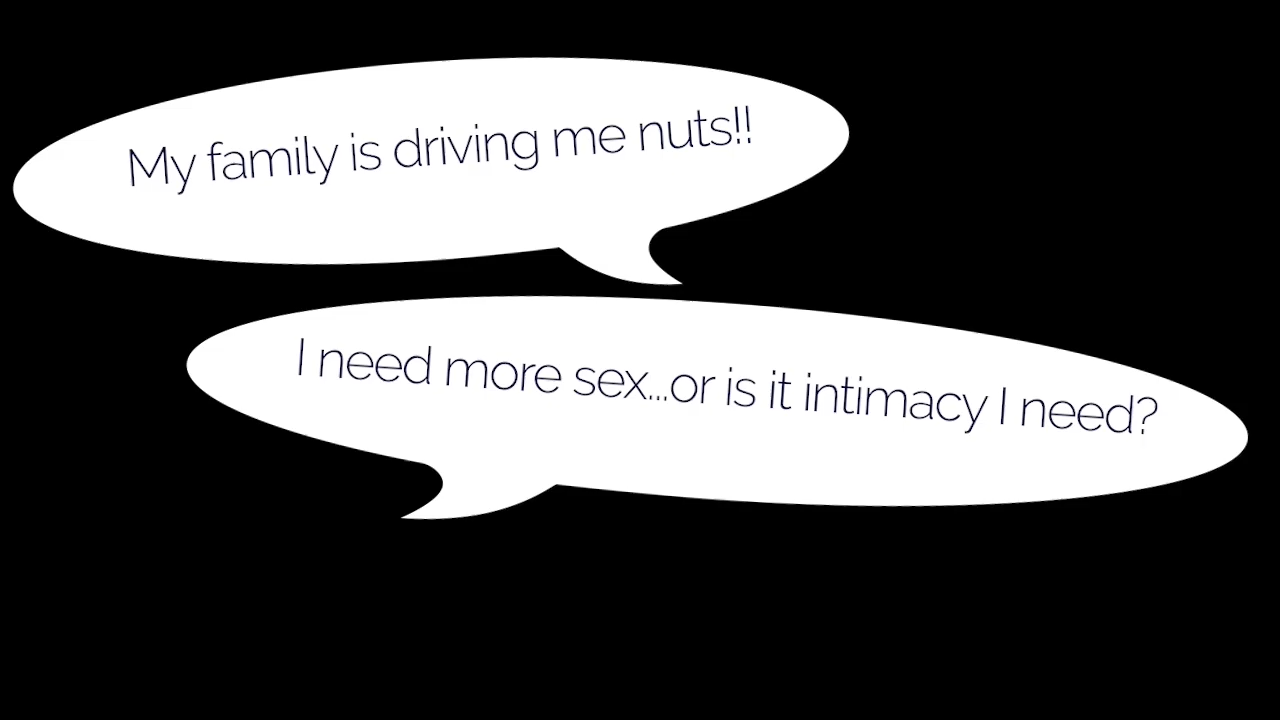 My family is driving me nuts!!
I need more sex...or is it intimacy I need?